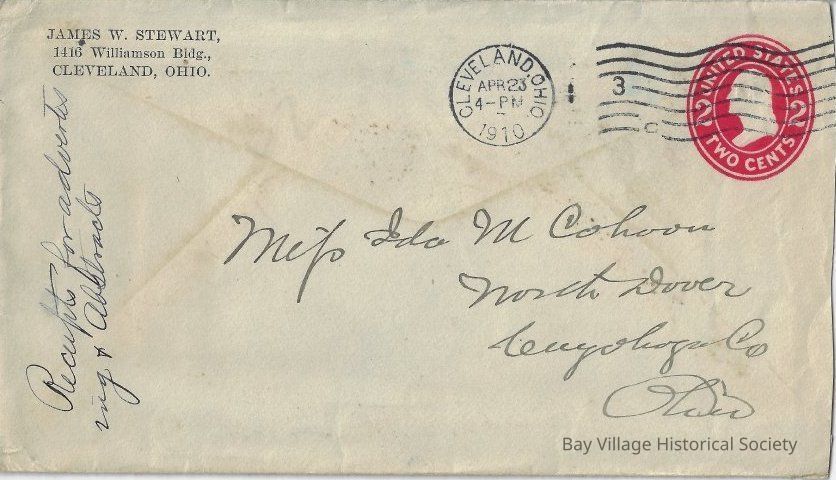 JAMES W. STEWART,
1416 Williamson Bldg.,
CLEVELAND, OHIO.
CLEVELAND, OHIO
APR 23
4-PM
1910
3
C
UNITED STATES
2 2
TWO CENTS
Receipts for advertis
ing & Abstracts
Miss Ida M Cahoon
North Dover
Cuyahoga Co
Ohio
Bay Village Historical Society